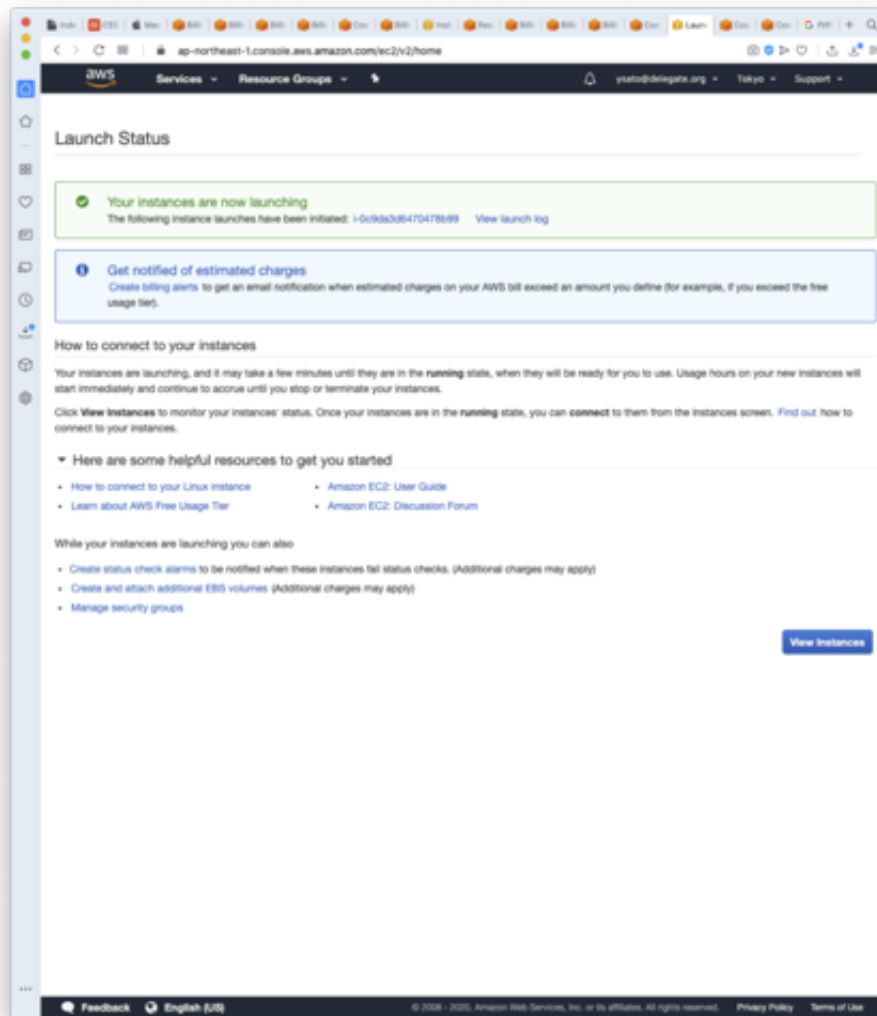 ap-northeast-1.console.aws.amazon.com/ec2/v2/home
aws Services Resource Groups ysato@delegate.org Tokyo Support
Launch Status
Your instances are now launching
The following instance launches have been initiated: i-0c9da3d6470478b99 View launch log
Get notified of estimated charges
Create billing alerts to get an email notification when estimated charges on your AWS bill exceed an amount you define (for example, if you exceed the free
usage tier).
How to connect to your instances
Your instances are launching, and it may take a few minutes until they are in the running state, when they will be ready for you to use. Usage hours on your new instances will
start immediately and continue to accrue until you stop or terminate your instances.
Click View Instances to monitor your instances' status. Once your instances are in the running state, you can connect to them from the Instances screen. Find out how to
connect to your instances.
Here are some helpful resources to get you started
• How to connect to your Linux instance • Amazon EC2: User Guide
• Learn about AWS Free Usage Tier • Amazon EC2: Discussion Forum
While your instances are launching you can also
• Create status check alarms to be notified when these instances fail status checks. (Additional charges may apply)
• Create and attach additional EBS volumes (Additional charges may apply)
• Manage security groups
View Instances
Feedback English (US) © 2008 - 2020, Amazon Web Services, Inc. or its affiliates. All rights reserved. Privacy Policy Terms of Use